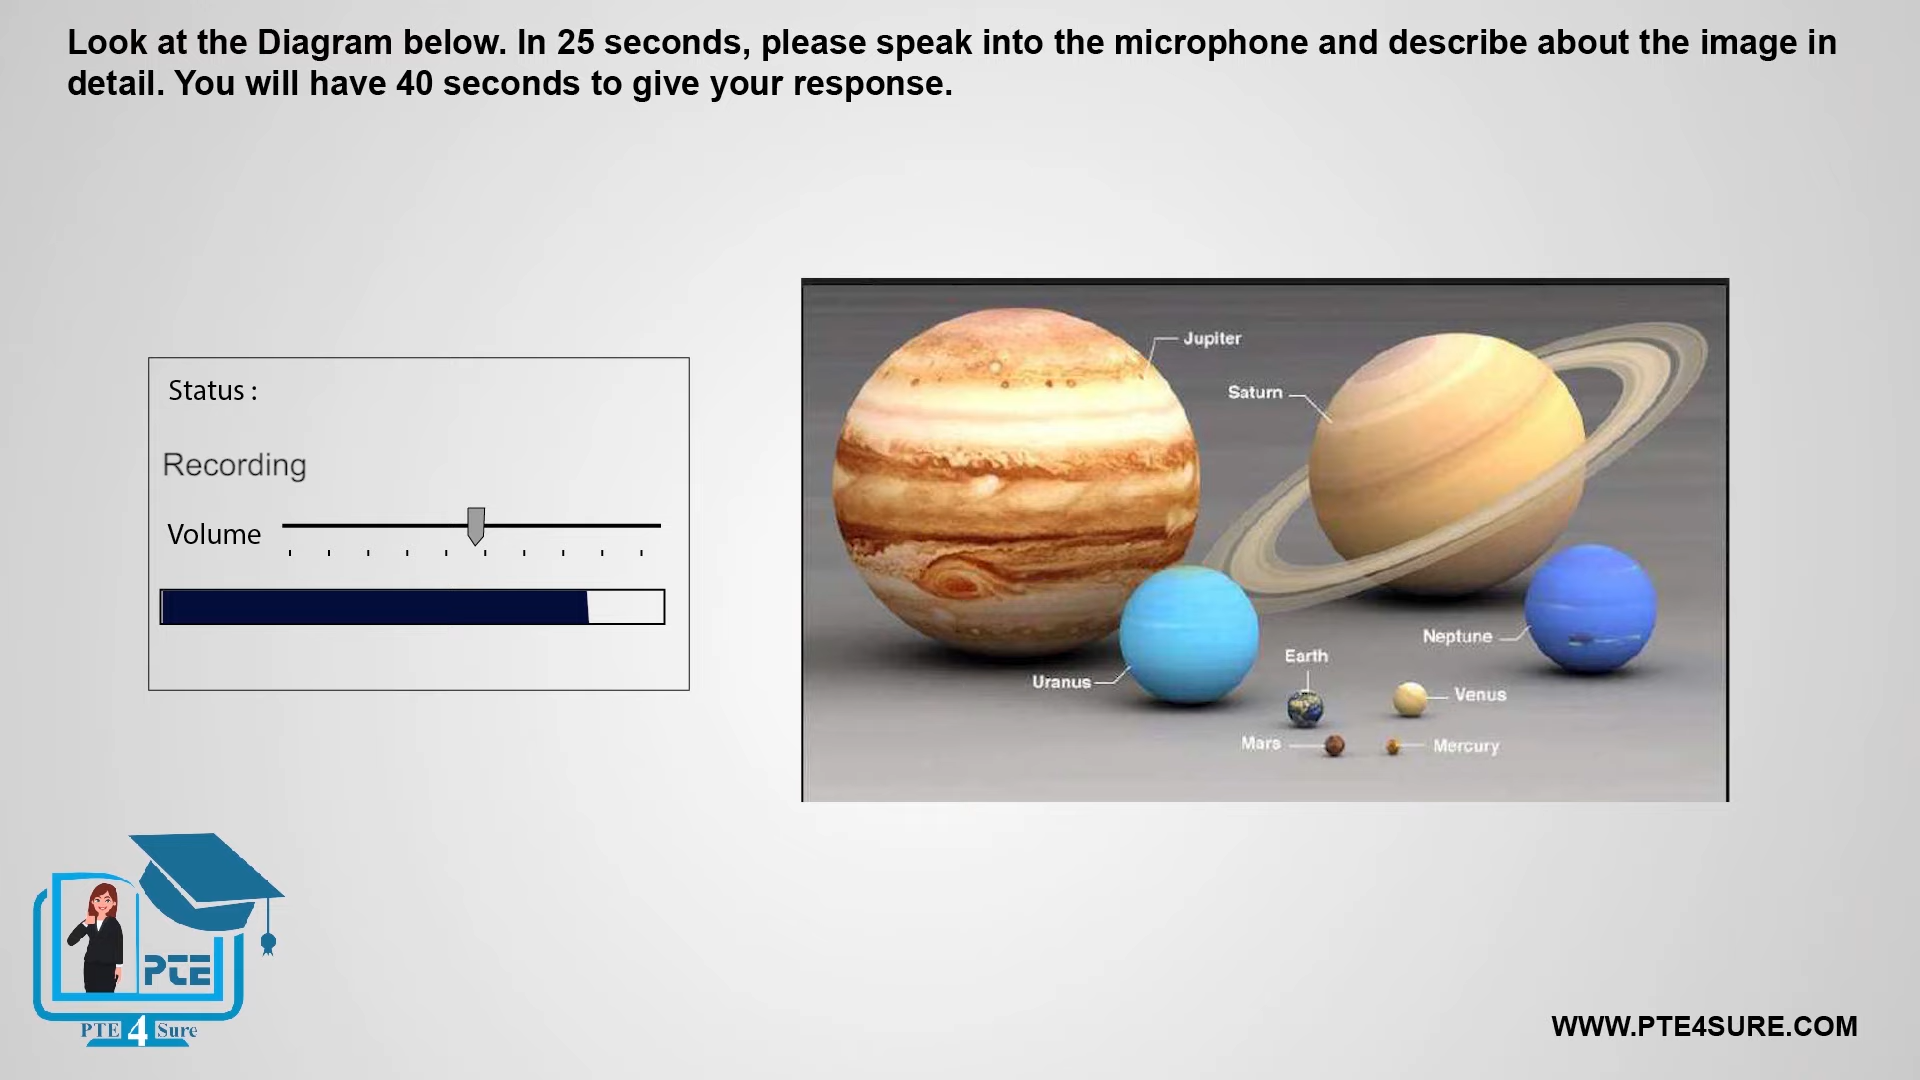 Look at the Diagram below. In 25 seconds, please speak into the microphone and describe about the image in
detail. You will have 40 seconds to give your response.
Status :
Recording
Volume
Jupiter
Saturn
Neptune
Earth
Uranus
Venus
Mars
Mercury
PTE
PTE 4 Sure
WWW.PTE4SURE.COM